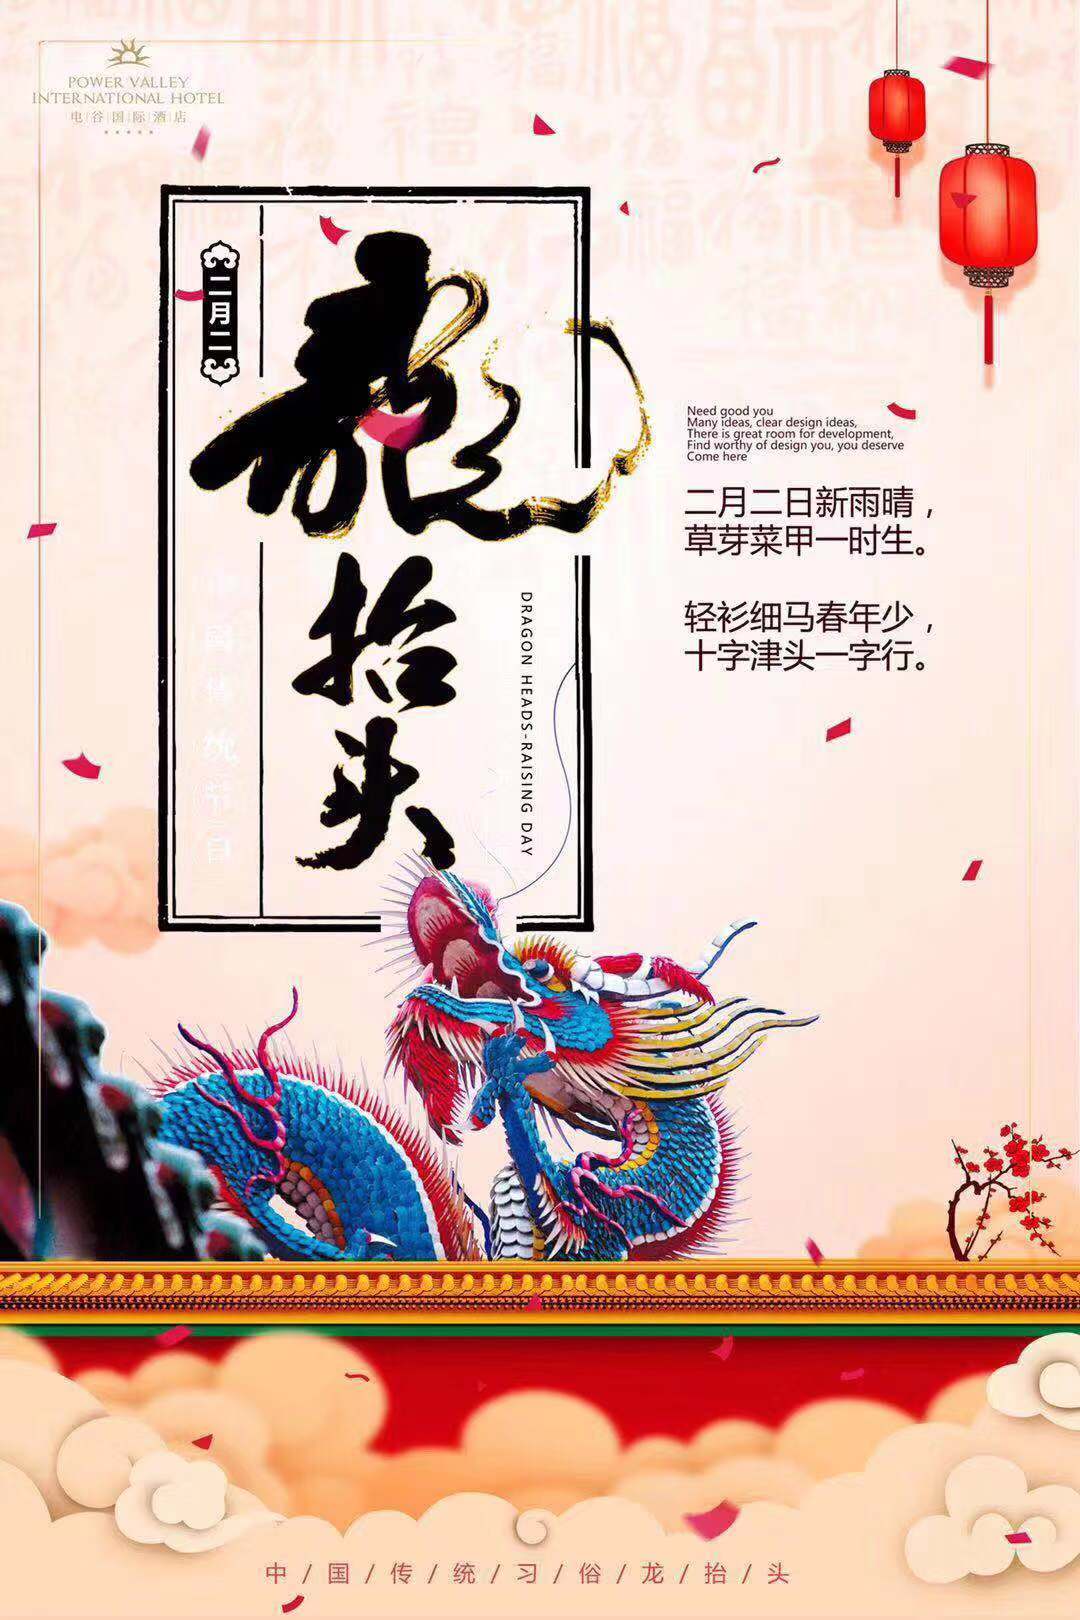 POWER VALLEY
INTERNATIONAL HOTEL
电谷国际酒店
二月二
龙抬头
DRAGON HEADS-RAISING DAY
中国传统节日
Need good you
Many ideas, clear design ideas,
There is great room for development,
Find worthy of design you, you deserve
Come here
二月二日新雨晴，
草芽菜甲一时生。
轻衫细马春年少，
十字津头一字行。
中/国/传/统/习/俗/龙/抬/头